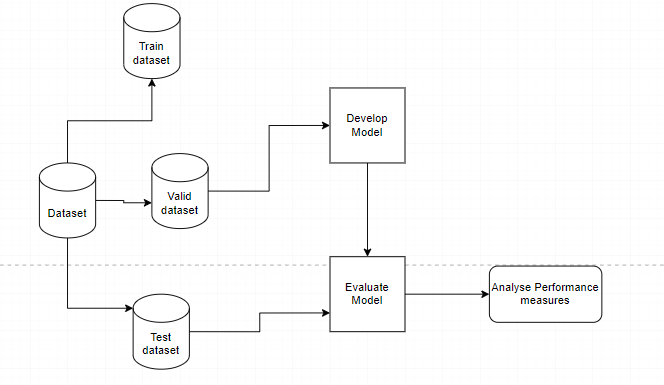 Train
dataset
Develop
Model
Valid
dataset
Dataset
Evaluate
Model
Analyse Performance
measures
Test
dataset